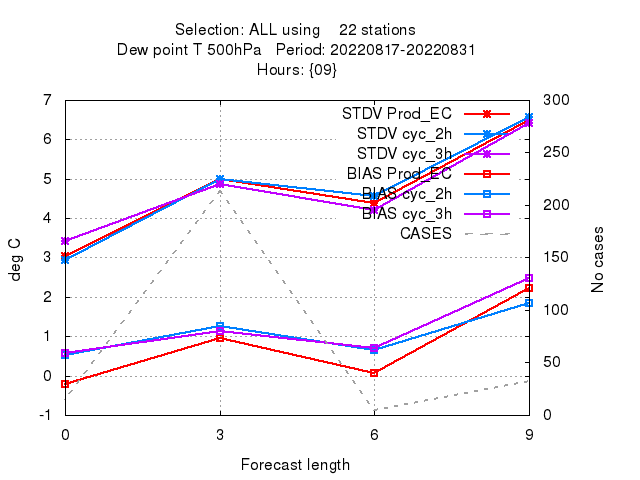 Selection: ALL using    22 stations
Dew point T 500hPa   Period: 20220817-20220831
Hours: {09}
7
6
5
4
3
2
1
0
-1
deg C
300
250
200
150
100
50
0
No cases
STDV Prod_EC
STDV cyc_2h
STDV cyc_3h
BIAS Prod_EC
BIAS cyc_2h
BIAS cyc_3h
CASES
0 3 6 9
Forecast length